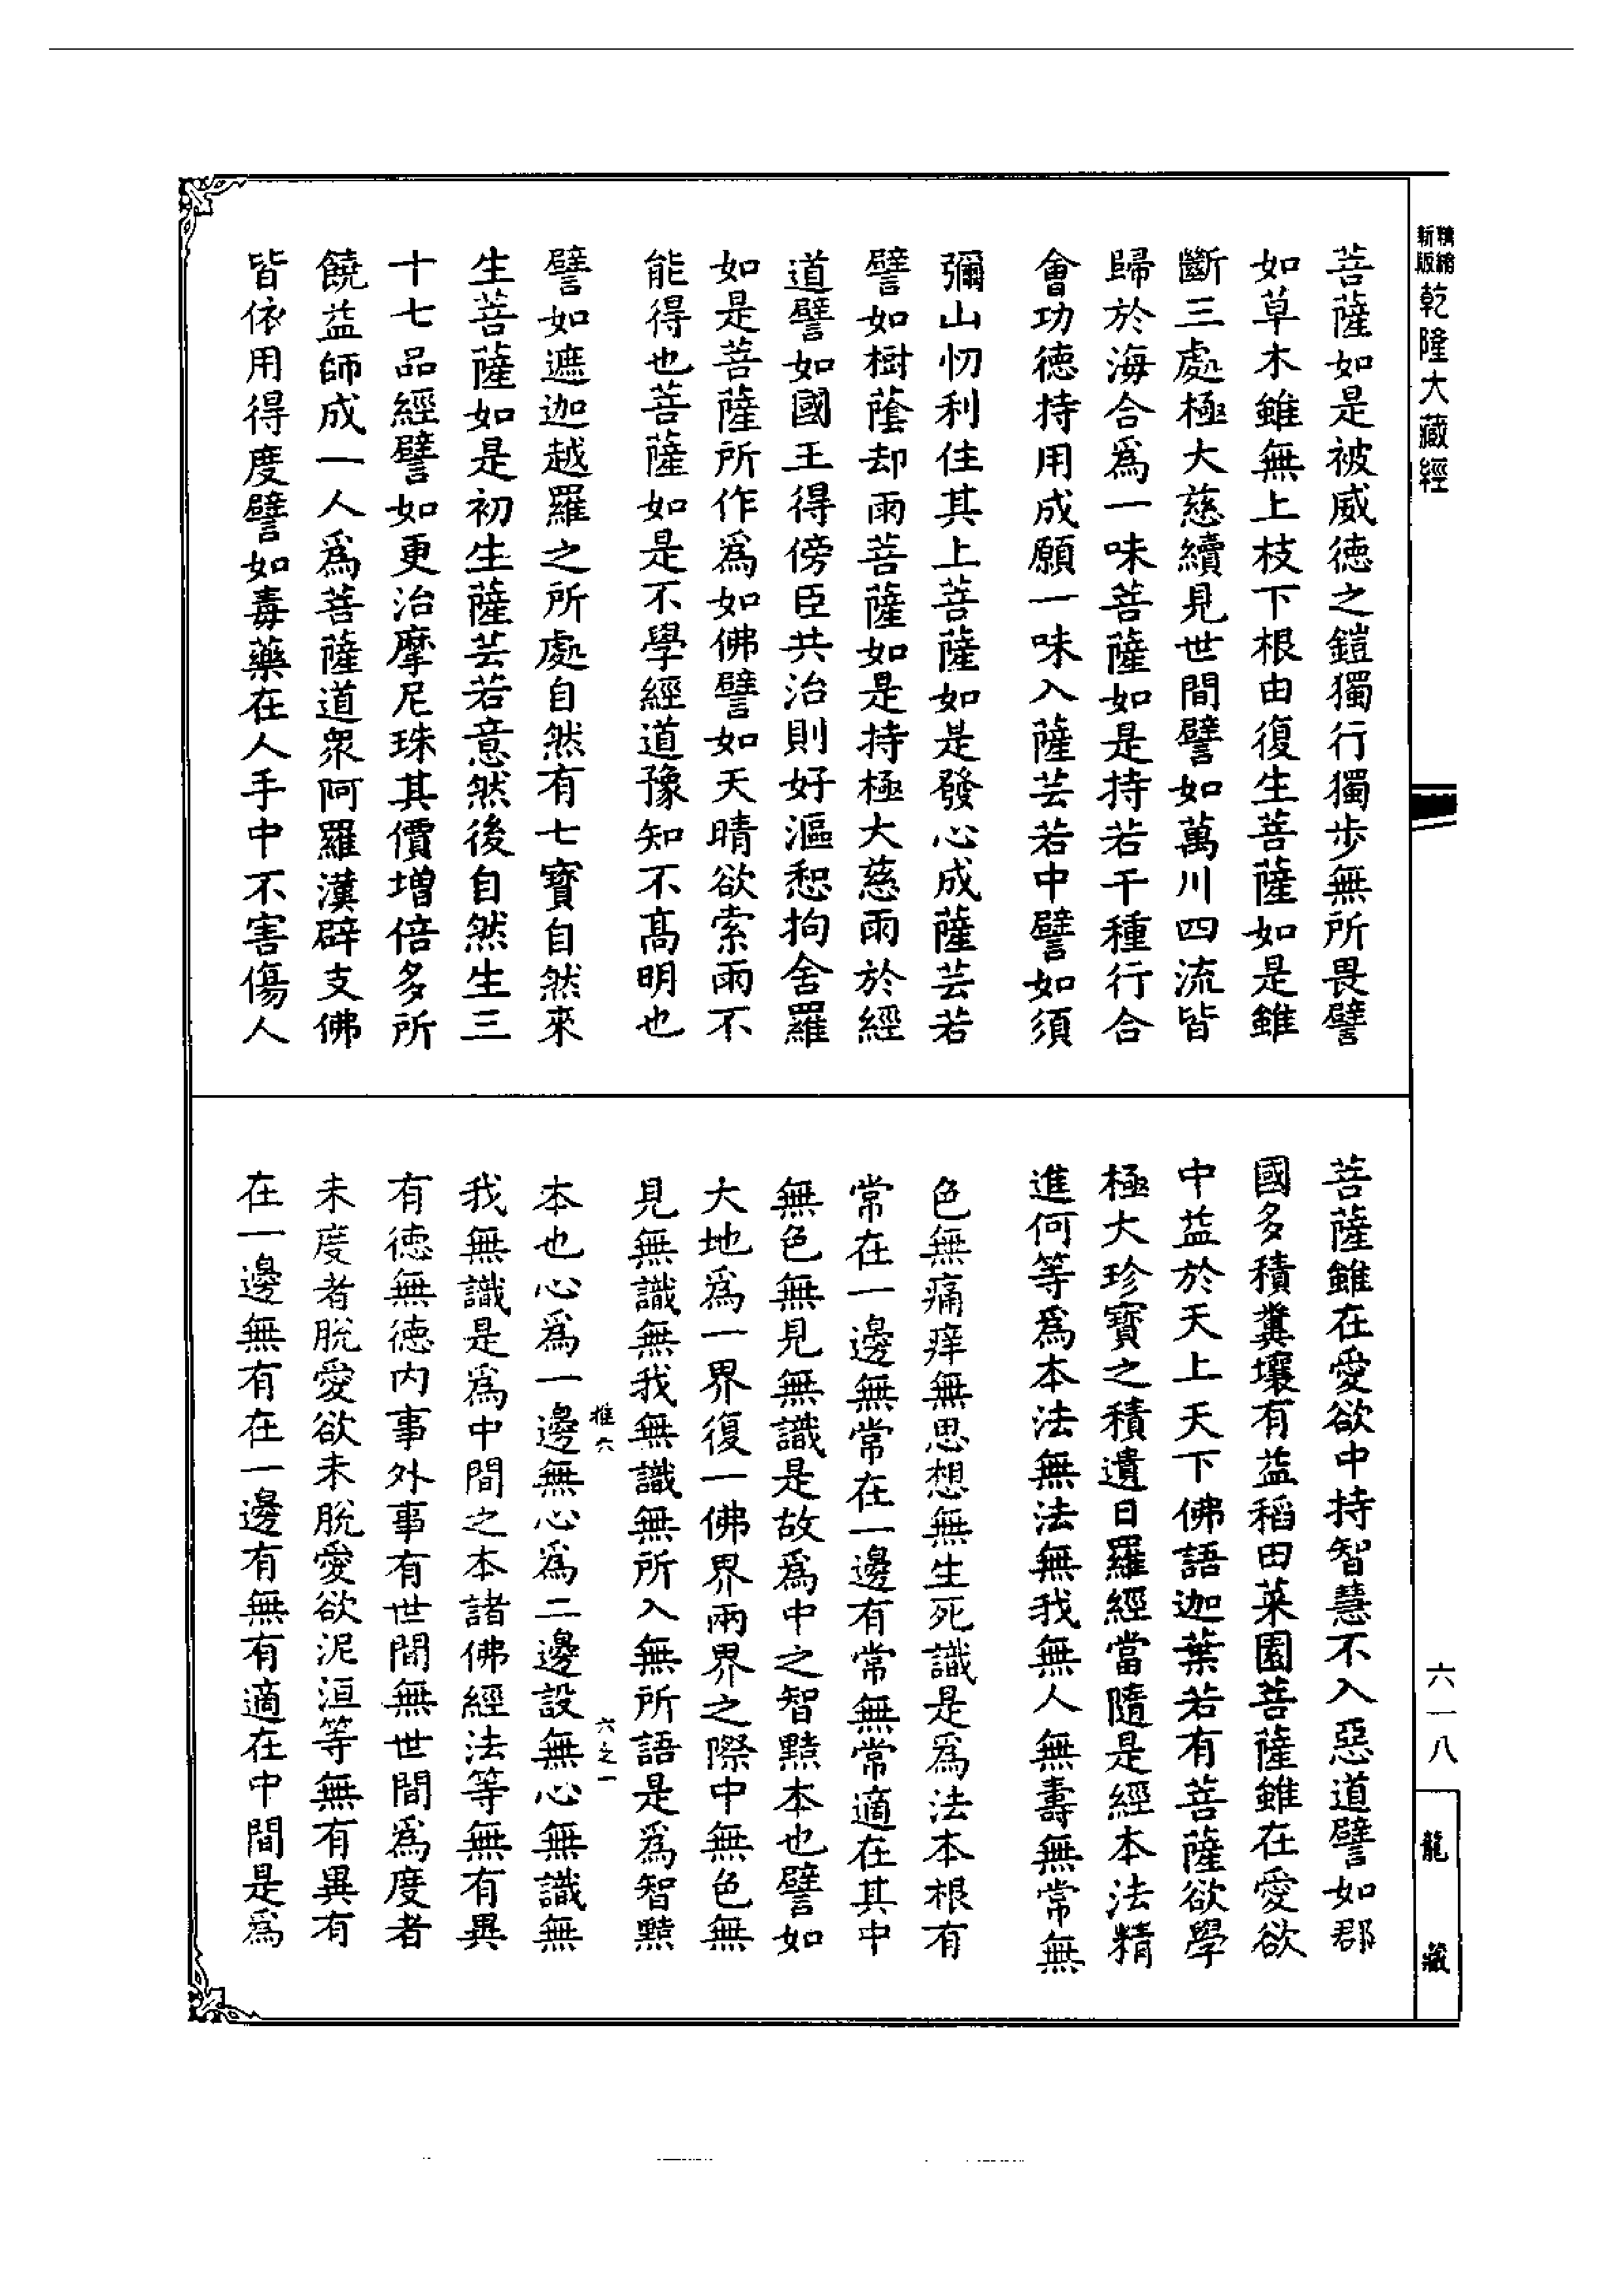 精縮新版乾隆大藏經
菩薩如是被威德之鎧獨行獨步無所畏譬
如草木雖無上枝下根由復生菩薩如是雖
斷三處極大慈續見世間譬如萬川四流皆
歸於海合爲一味菩薩如是持若干種行合
會功德持用成願一味入薩芸若中譬如須
彌山忉利住其上菩薩如是發心成薩芸若
譬如樹蔭却雨菩薩如是持極大慈雨於經
道譬如國王得傍臣共治則好漚惒拘舍羅
如是菩薩所作爲如佛譬如天晴欲索雨不
能得也菩薩如是不學經道豫知不高明也
譬如遮迦越羅之所處自然有七寶自然來
生菩薩如是初生薩芸若意然後自然生三
十七品經譬如更治摩尼珠其價增倍多所
饒益師成一人爲菩薩道衆阿羅漢辟支佛
皆依用得度譬如毒藥在人手中不害傷人
菩薩雖在愛欲中持智慧不入惡道譬如郡
國多積糞壤有益稻田菜園菩薩雖在愛欲
中益於天上天下佛語迦葉若有菩薩欲學
極大珍寶之積遺日羅經當隨是經本法精
進何等爲本法無法無我無人無壽無常無
色無痛痒無思想無生死識是爲法本根有
常在一邊無常在一邊有常無常適在其中
無色無見無識是故爲中之智黠本也譬如
大地爲一界復一佛界兩界之際中無色無
見無識無我無識無所入無所語是爲智黠
推六
六之一
本也心爲一邊無心爲二邊設無心無識無
我無識是爲中間之本諸佛經法等無有異
有德無德內事外事有世間無世間爲度者
未度者脫愛欲未脫愛欲泥洹等無有異有
在一邊無有在一邊有無有適在中間是爲
六一八
龍藏